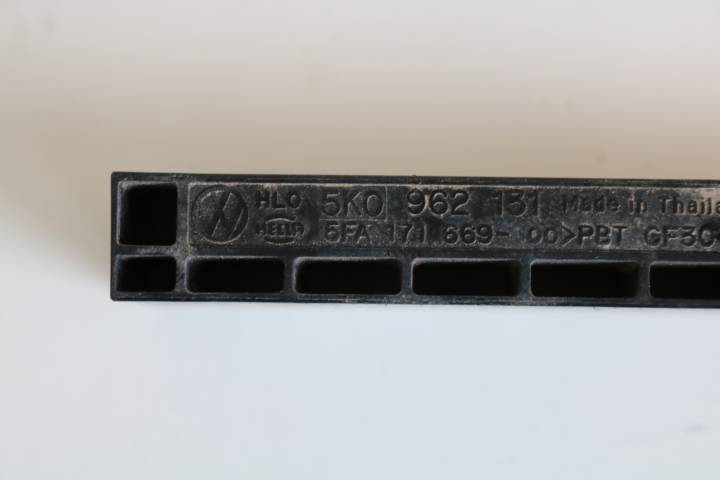 HLO 5K0 962 131 Made in Thaila
HELLA 5FA 171 669-00 >PBT GF30